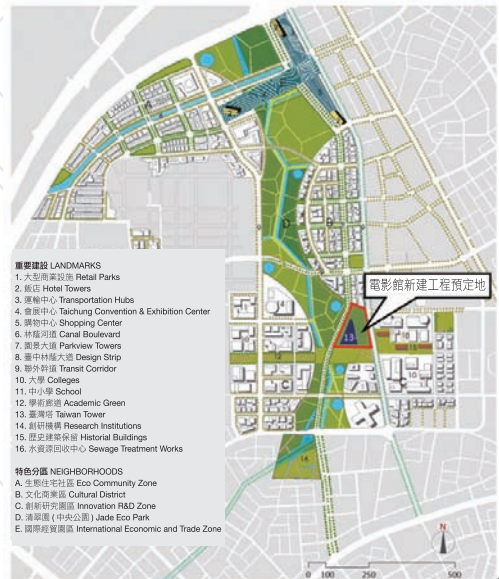 電影館新建工程預定地
重要建設 LANDMARKS
1. 大型商業設施 Retail Parks
2. 飯店 Hotel Towers
3. 運輸中心 Transportation Hubs
4. 會展中心 Taichung Convention & Exhibition Center
5. 購物中心 Shopping Center
6. 林蔭河道 Canal Boulevard
7. 園景大道 Parkview Towers
8. 臺中林蔭大道 Design Strip
9. 聯外幹道 Transit Corridor
10. 大學 Colleges
11. 中小學 School
12. 學術廊道 Academic Green
13. 臺灣塔 Taiwan Tower
14. 創研機構 Research Institutions
15. 歷史建築保留 Historial Buildings
16. 水資源回收中心 Sewage Treatment Works
特色分區 NEIGHBORHOODS
A. 生態住宅社區 Eco Community Zone
B. 文化商業區 Cultural District
C. 創新研究園區 Innovation R&D Zone
D. 清翠園 ( 中央公園 ) Jade Eco Park
E. 國際經貿園區 International Economic and Trade Zone
13
10
12
16
D
C
N
0 100 250 500